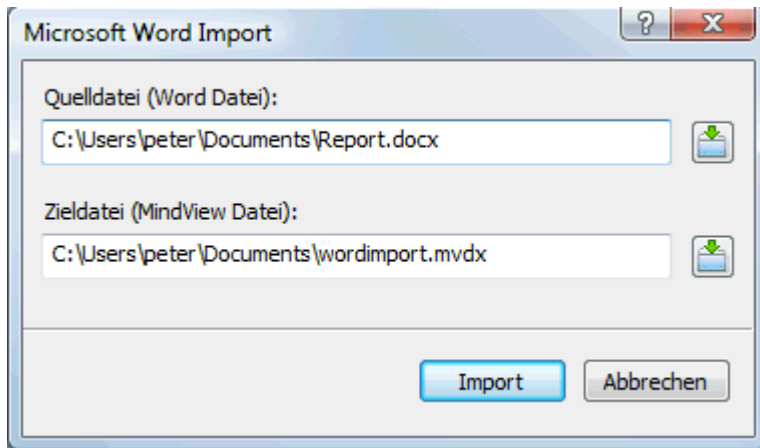 Microsoft Word Import
Quelldatei (Word Datei):
C:\Users\peter\Documents\Report.docx
Zieldatei (MindView Datei):
C:\Users\peter\Documents\wordimport.mvdx
Import Abbrechen